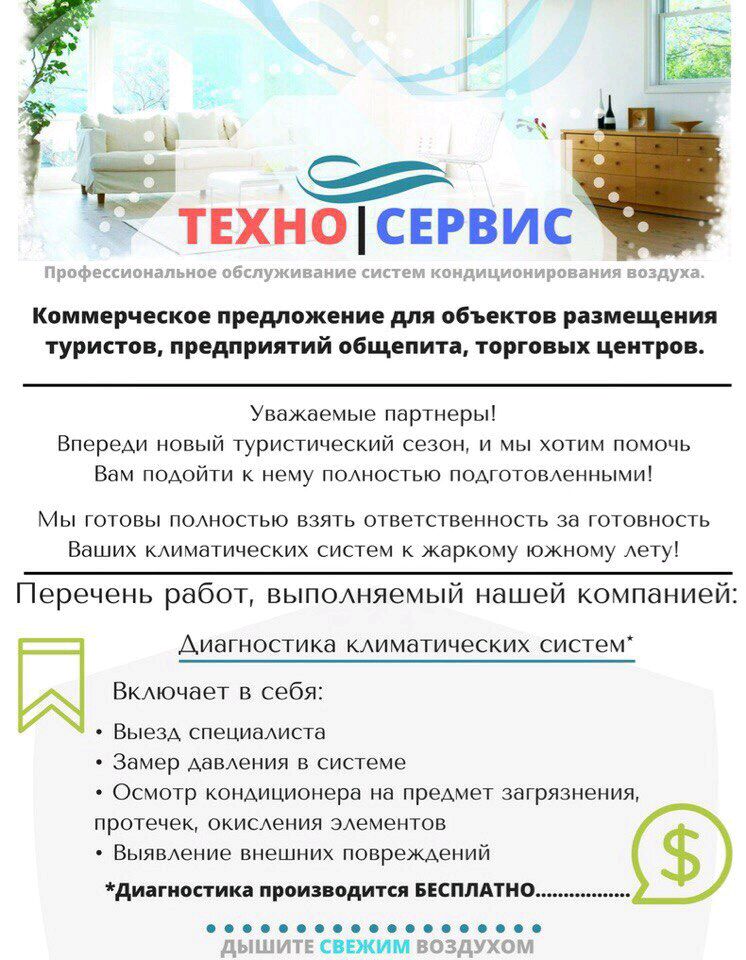 ТЕХНО|СЕРВИС
Профессиональное обслуживание систем кондиционирования воздуха.
Коммерческое предложение для объектов размещения
туристов, предприятий общепита, торговых центров.
Уважаемые партнеры!
Впереди новый туристический сезон, и мы хотим помочь
Вам подойти к нему полностью подготовленными!
Мы готовы полностью взять ответственность за готовность
Ваших климатических систем к жаркому южному лету!
Перечень работ, выполняемый нашей компанией:
Диагностика климатических систем*
Включает в себя:
• Выезд специалиста
• Замер давления в системе
• Осмотр кондиционера на предмет загрязнения,
протечек, окисления элементов
• Выявление внешних повреждений
*Диагностика производится БЕСПЛАТНО.................
$
ДЫШИТЕ СВЕЖИМ ВОЗДУХОМ